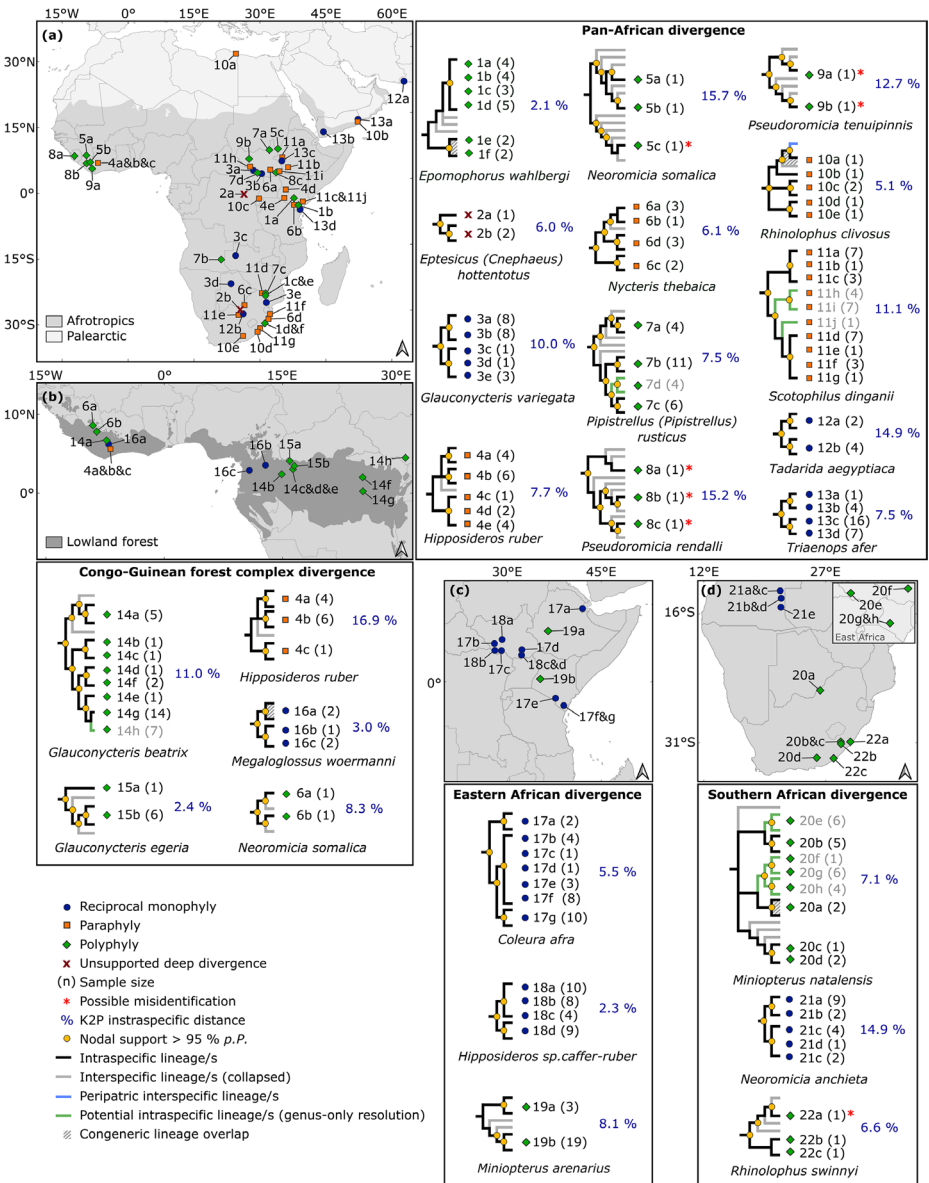 15°W 0° 15°E 30°E 45°E 60°E
(a)
30°N
15°N
0°
15°S
30°S
10a
12a
13a
10b
13b
5a
5b
8a
4a&b&c
8b
9a
7a 5c
9b
11a
13c
11h
11b
3a
11i
7d
8c
3b
6a
4d
2a
11c&11j
10c
4e
1a
1b
6b
13d
3c
7b
11d 7c
3d
1c&e
6c
3e
2b
11f
11e
6d
12b
1d&f
11g
10e
10d
Afrotropics
Palearctic
15°W 0° 15°E 30°E
(b)
10°N
0°
6a
6b
14a
16a
4a&b&c
16b
15a
16c
15b
14b
14c&d&e
14h
14f
14g
Lowland forest
Pan-African divergence
1a (4)
1b (4)
1c (3)
1d (5)
2.1 %
1e (2)
1f (2)
Epomophorus wahlbergi
2a (1)
2b (2)
6.0 %
Eptesicus (Cnephaeus)
hottentotus
3a (8)
3b (8)
3c (1)
3d (1)
3e (3)
10.0 %
Glauconycteris variegata
4a (4)
4b (6)
4c (1)
4d (2)
4e (4)
7.7 %
Hipposideros ruber
5a (1)
15.7 %
5b (1)
5c (1)*
Neoromicia somalica
6a (3)
6b (1)
6d (3)
6c (2)
6.1 %
Nycteris thebaica
7a (4)
7b (11)
7.5 %
7d (4)
7c (6)
Pipistrellus (Pipistrellus)
rusticus
8a (1)*
8b (1)*
15.2 %
8c (1)*
Pseudoromicia rendalli
9a (1)*
12.7 %
9b (1)*
Pseudoromicia tenuipinnis
10a (1)
10b (1)
10c (2)
10d (1)
10e (1)
5.1 %
Rhinolophus clivosus
11a (7)
11b (1)
11c (3)
11h (4)
11i (7)
11j (1)
11d (7)
11e (1)
11f (3)
11g (1)
11.1 %
Scotophilus dinganii
12a (2)
14.9 %
12b (4)
Tadarida aegyptiaca
13a (1)
13b (4)
13c (16)
13d (7)
7.5 %
Triaenops afer
Congo-Guinean forest complex divergence
14a (5)
14b (1)
14c (1)
14d (1)
14f (2)
14e (1)
14g (14)
14h (7)
11.0 %
Glauconycteris beatrix
15a (1)
15b (6)
2.4 %
Glauconycteris egeria
4a (4)
4b (6)
16.9 %
4c (1)
Hipposideros ruber
16a (2)
16b (1)
16c (2)
3.0 %
Megaloglossus woermanni
6a (1)
6b (1)
8.3 %
Neoromicia somalica
Reciprocal monophyly
Paraphyly
Polyphyly
Unsupported deep divergence
(n) Sample size
* Possible misidentification
% K2P instraspecific distance
Nodal support > 95 % p.P.
Intraspecific lineage/s
Interspecific lineage/s (collapsed)
Peripatric interspecific lineage/s
Potential intraspecific lineage/s (genus-only resolution)
Congeneric lineage overlap
(c)
30°E 45°E
0°
17a
18a
19a
17b
17d
18b
17c
18c&d
19b
17e
17f&g
Eastern African divergence
17a (2)
17b (4)
17c (1)
17d (1)
17e (3)
17f (8)
17g (10)
5.5 %
Coleura afra
18a (10)
18b (8)
18c (4)
18d (9)
2.3 %
Hipposideros sp.caffer-ruber
19a (3)
8.1 %
19b (19)
Miniopterus arenarius
(d)
12°E 27°E
16°S
31°S
21a&c
21b&d
21e
20f
20e
20g&h
East Africa
20a
20b&c
22a
22b
20d
22c
Southern African divergence
20e (6)
20b (5)
20f (1)
20g (6)
20h (4)
20a (2)
20c (1)
20d (2)
7.1 %
Miniopterus natalensis
21a (9)
21b (2)
21c (4)
21d (1)
21c (2)
14.9 %
Neoromicia anchieta
22a (1)*
22b (1)
22c (1)
6.6 %
Rhinolophus swinnyi